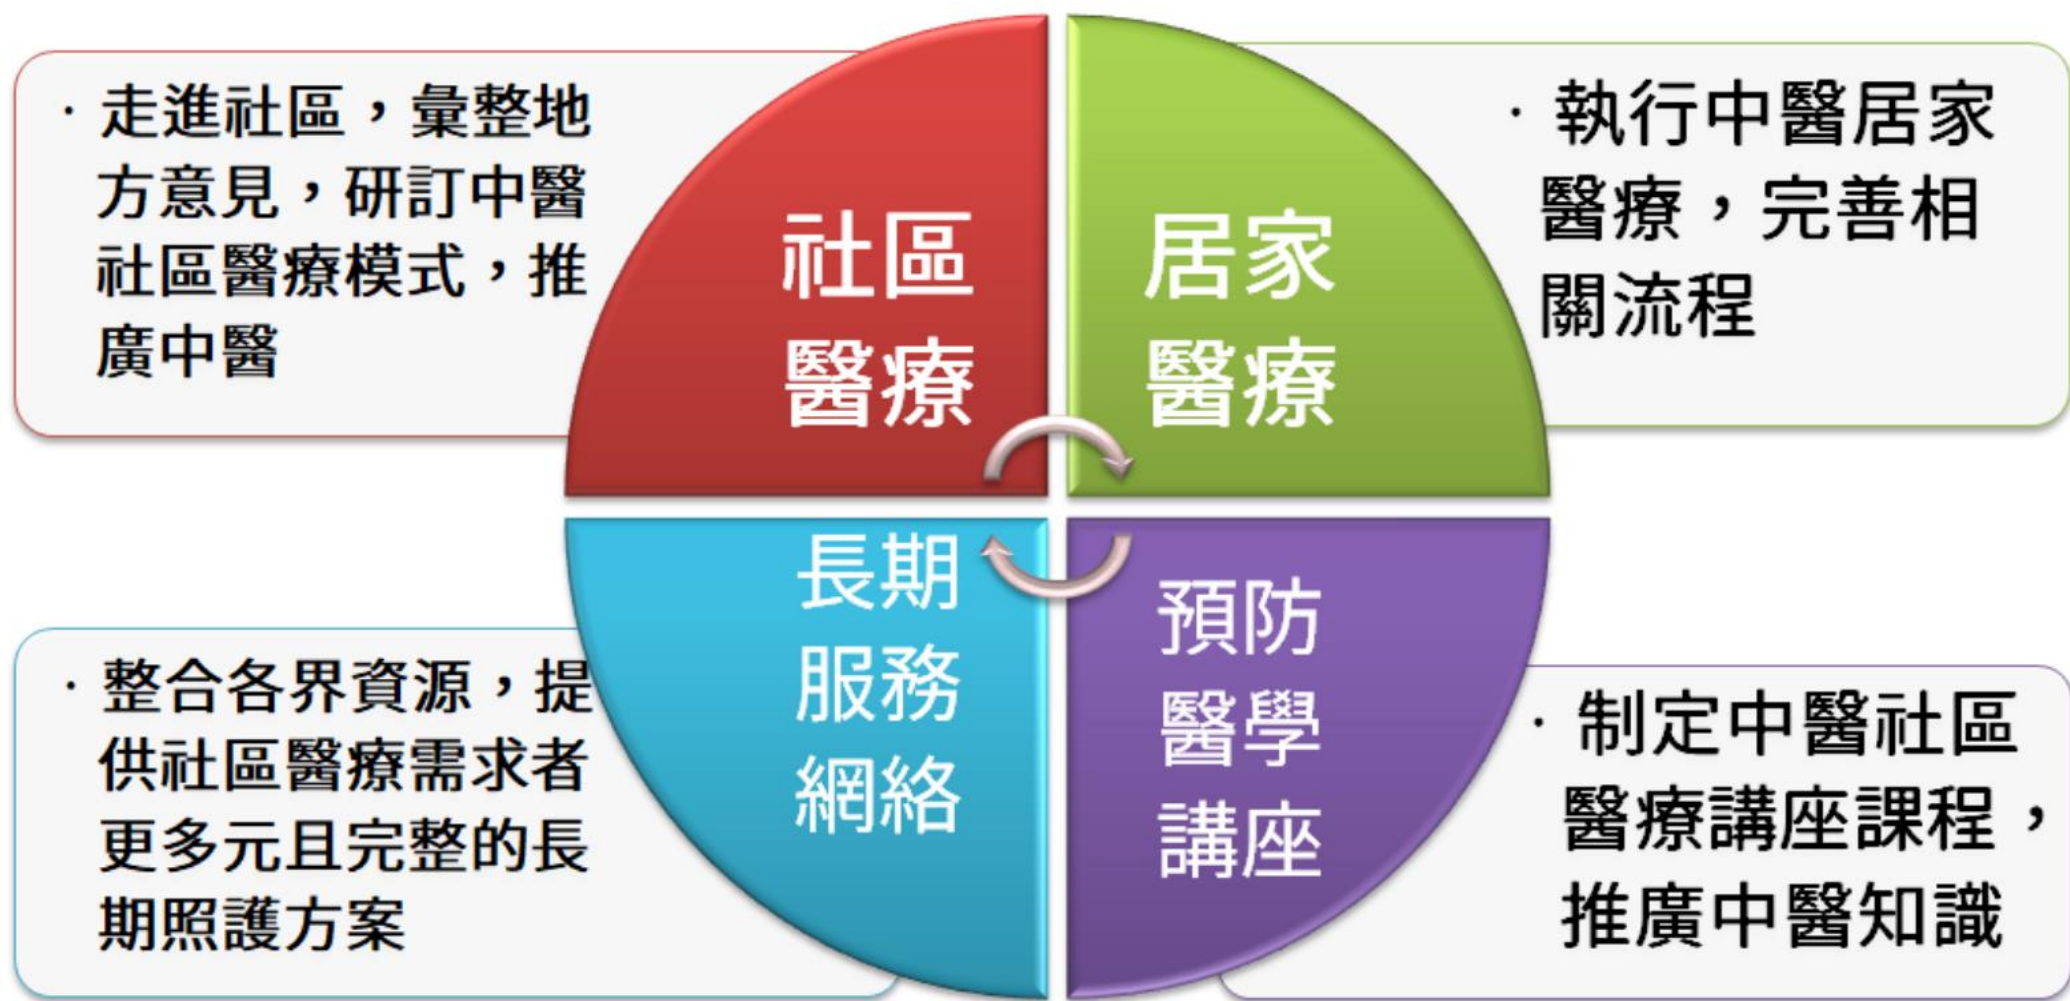 · 走進社區，彙整地
方意見，研訂中醫
社區醫療模式，推
廣中醫
社區
醫療
居家
醫療
· 執行中醫居家
醫療，完善相
關流程
· 整合各界資源，提
供社區醫療需求者
更多元且完整的長
期照護方案
長期
服務
網絡
預防
醫學
講座
· 制定中醫社區
醫療講座課程，
推廣中醫知識